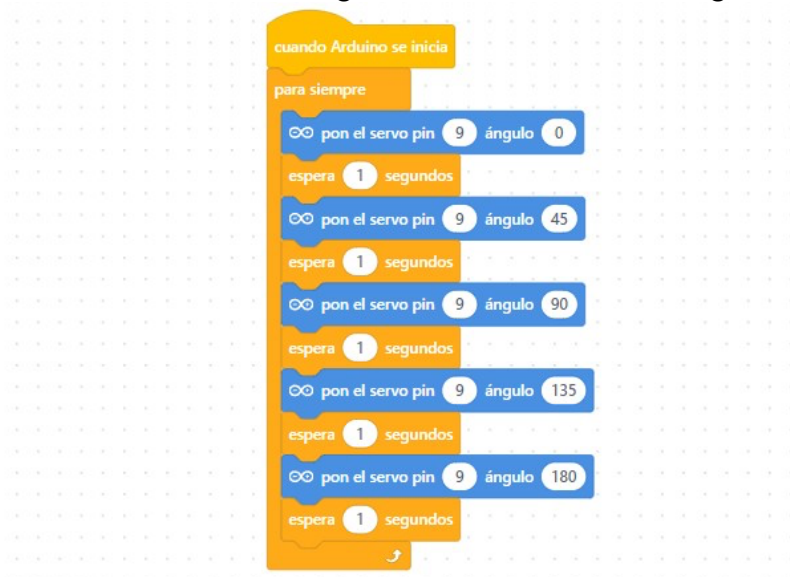 cuando Arduino se inicia
para siempre
pon el servo pin 9 ángulo 0
espera 1 segundos
pon el servo pin 9 ángulo 45
espera 1 segundos
pon el servo pin 9 ángulo 90
espera 1 segundos
pon el servo pin 9 ángulo 135
espera 1 segundos
pon el servo pin 9 ángulo 180
espera 1 segundos